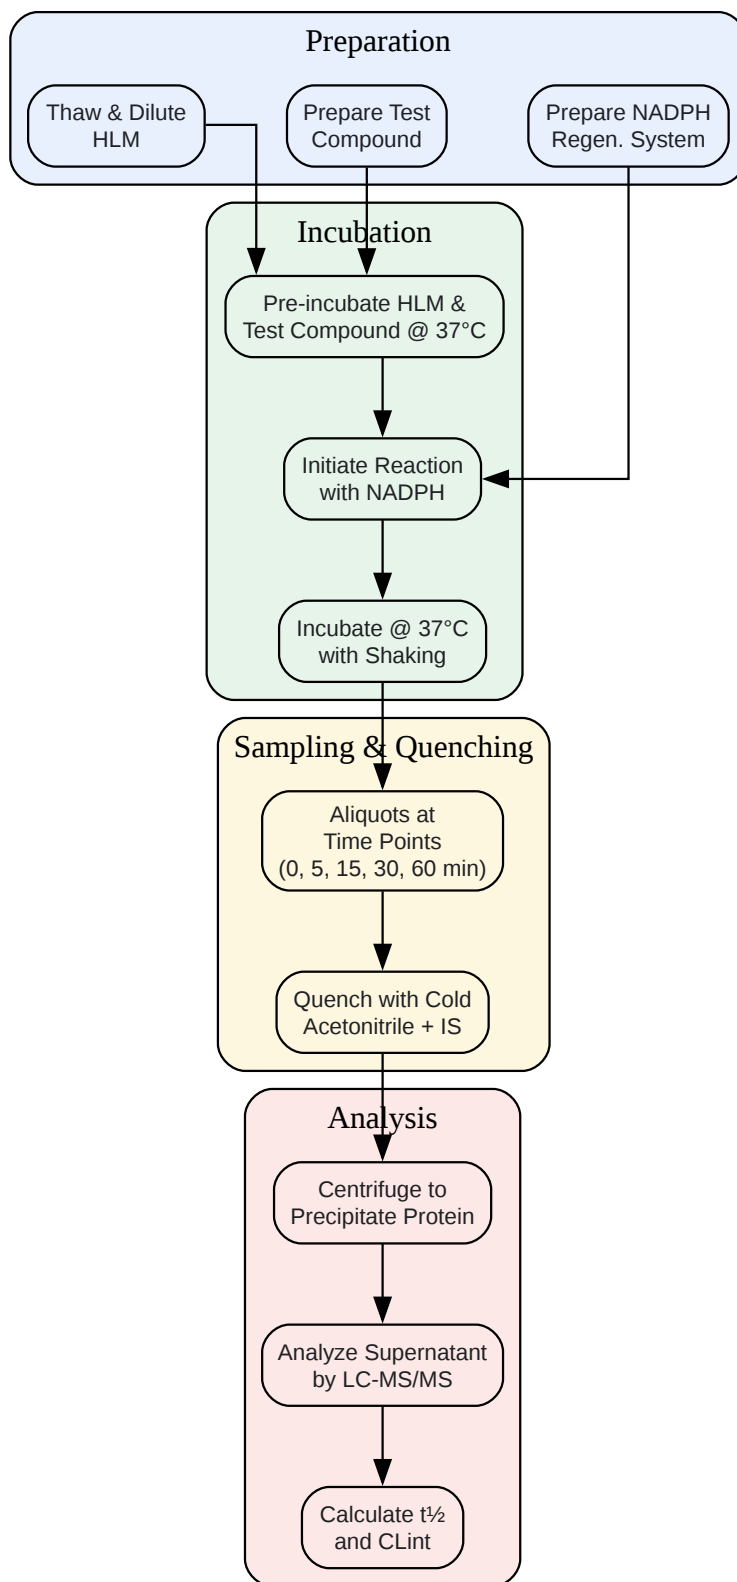 Preparation
Thaw & Dilute
HLM
Prepare Test
Compound
Prepare NADPH
Regen. System
Incubation
Pre-incubate HLM &
Test Compound @ 37°C
Initiate Reaction
with NADPH
Incubate @ 37°C
with Shaking
Sampling & Quenching
Aliquots at
Time Points
(0, 5, 15, 30, 60 min)
Quench with Cold
Acetonitrile + IS
Analysis
Centrifuge to
Precipitate Protein
Analyze Supernatant
by LC-MS/MS
Calculate t½
and CLint